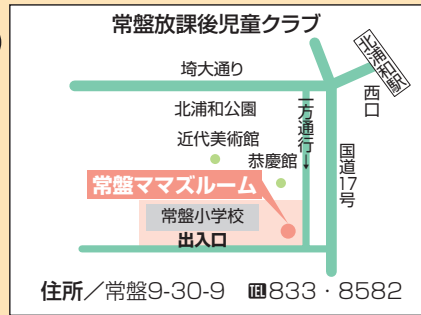 常盤放課後児童クラブ
埼大通り
北浦和駅
西口
北浦和公園
近代美術館
一方通行↓
恭慶館
国道17号
常盤ママズルーム
常盤小学校
出入口
住所／常盤9-30-9 TEL833・8582